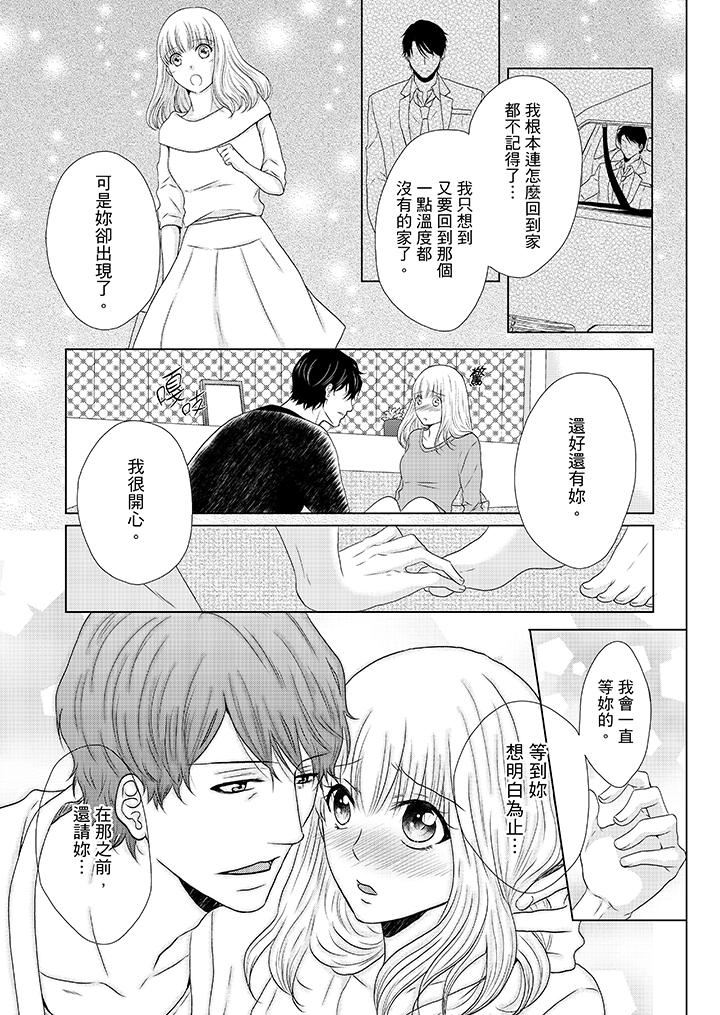 我根本連怎麼回到家
都不記得了…
我只想到
又要回到那個
一點溫度都
沒有的家了。
可是妳卻出現了。
還好還有妳。
驚
嘎吱
我很開心。
我會一直
等妳的。
等到妳
想明白為止…
在那之前，
還請妳…